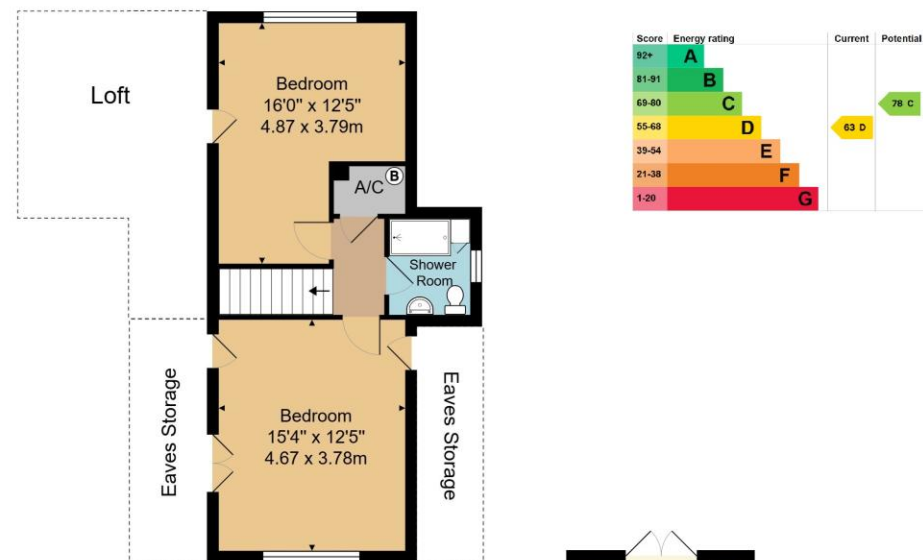 Loft
Bedroom
16'0" x 12'5"
4.87 x 3.79m
A/C
B
Shower
Room
Eaves Storage
Bedroom
15'4" x 12'5"
4.67 x 3.78m
Eaves Storage
Score Energy rating Current Potential
92+ A
81-91 B
69-80 C 78 C
55-68 D 63 D
39-54 E
21-38 F
1-20 G